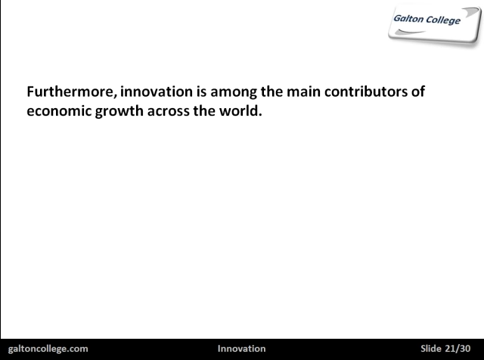 Galton College
Furthermore, innovation is among the main contributors of
economic growth across the world.
galtoncollege.com Innovation Slide 21/30